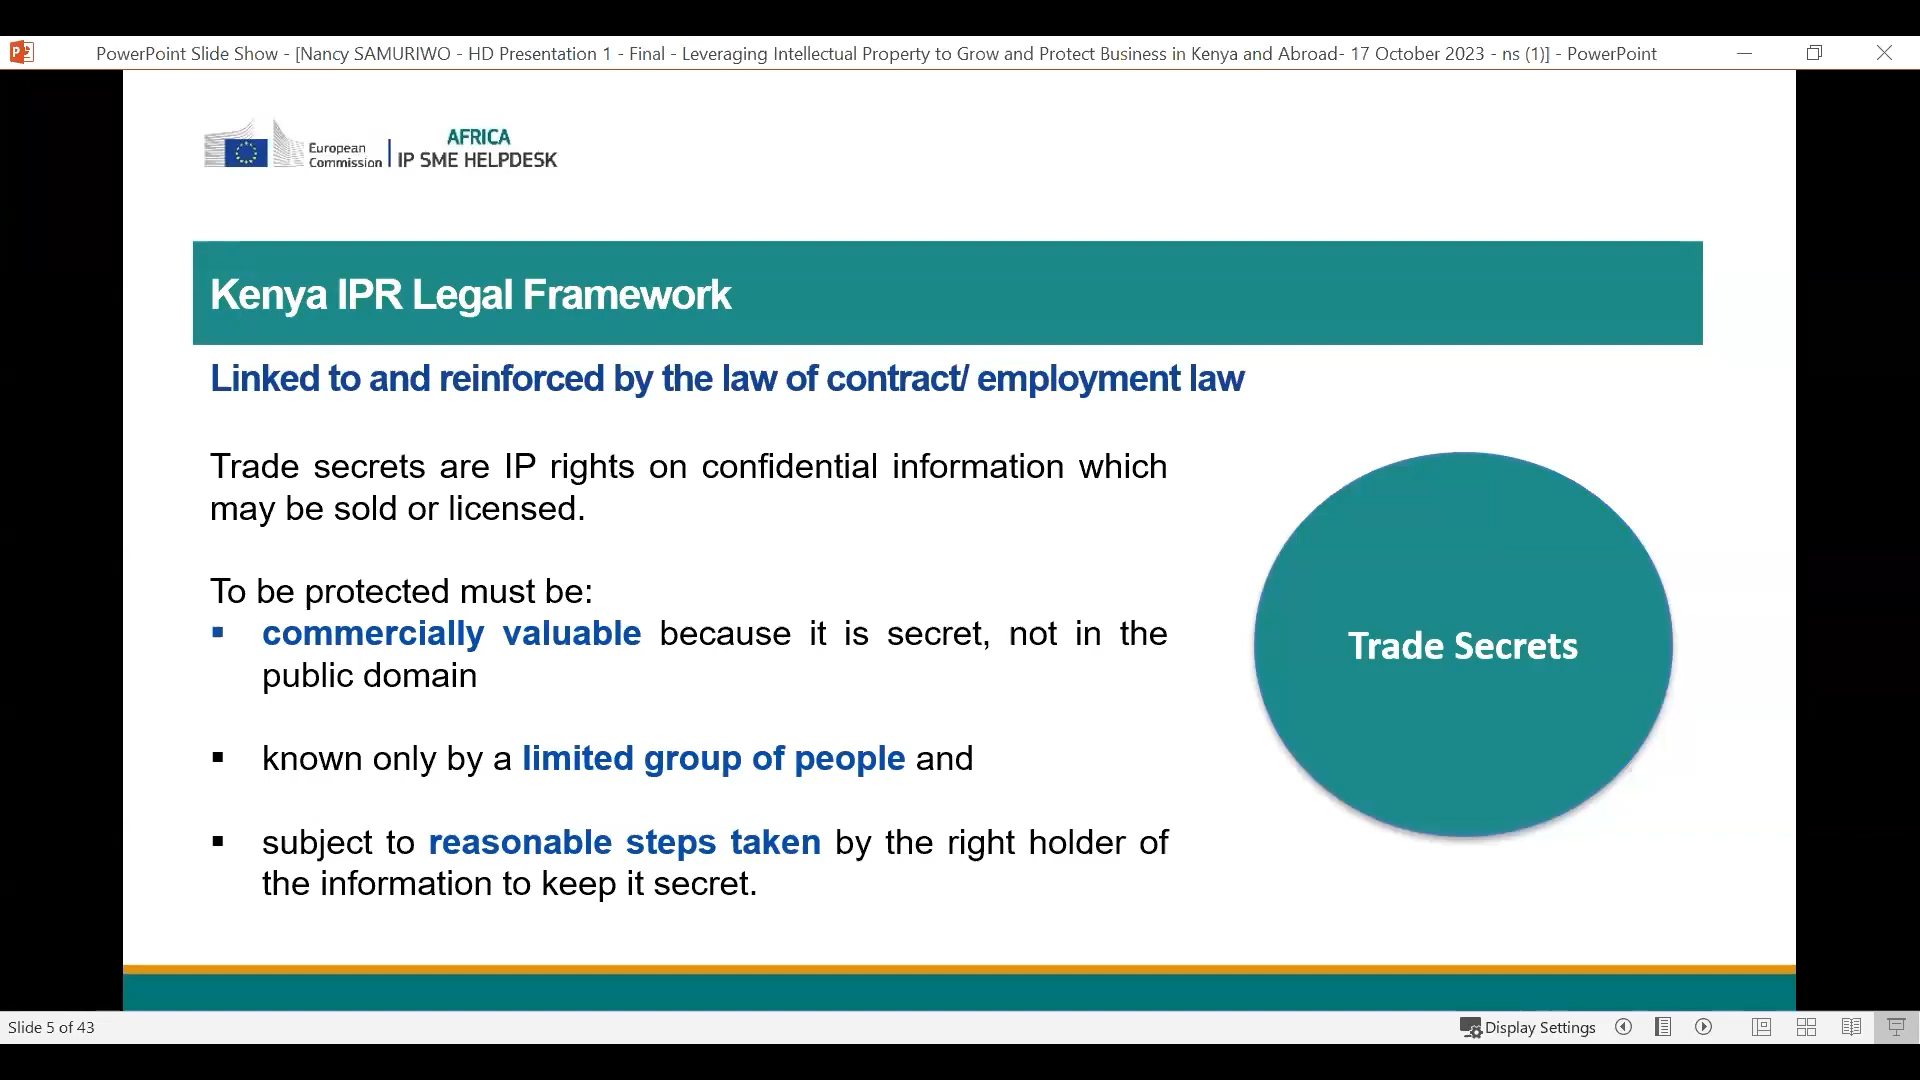 PowerPoint Slide Show - [Nancy SAMURIWO - HD Presentation 1 - Final - Leveraging Intellectual Property to Grow and Protect Business in Kenya and Abroad- 17 October 2023 - ns (1)] - PowerPoint
European
Commission
AFRICA
IP SME HELPDESK
Kenya IPR Legal Framework
Linked to and reinforced by the law of contract/ employment law
Trade secrets are IP rights on confidential information which
may be sold or licensed.
To be protected must be:
▪ commercially valuable because it is secret, not in the
public domain
▪ known only by a limited group of people and
▪ subject to reasonable steps taken by the right holder of
the information to keep it secret.
Trade Secrets
Slide 5 of 43
Display Settings